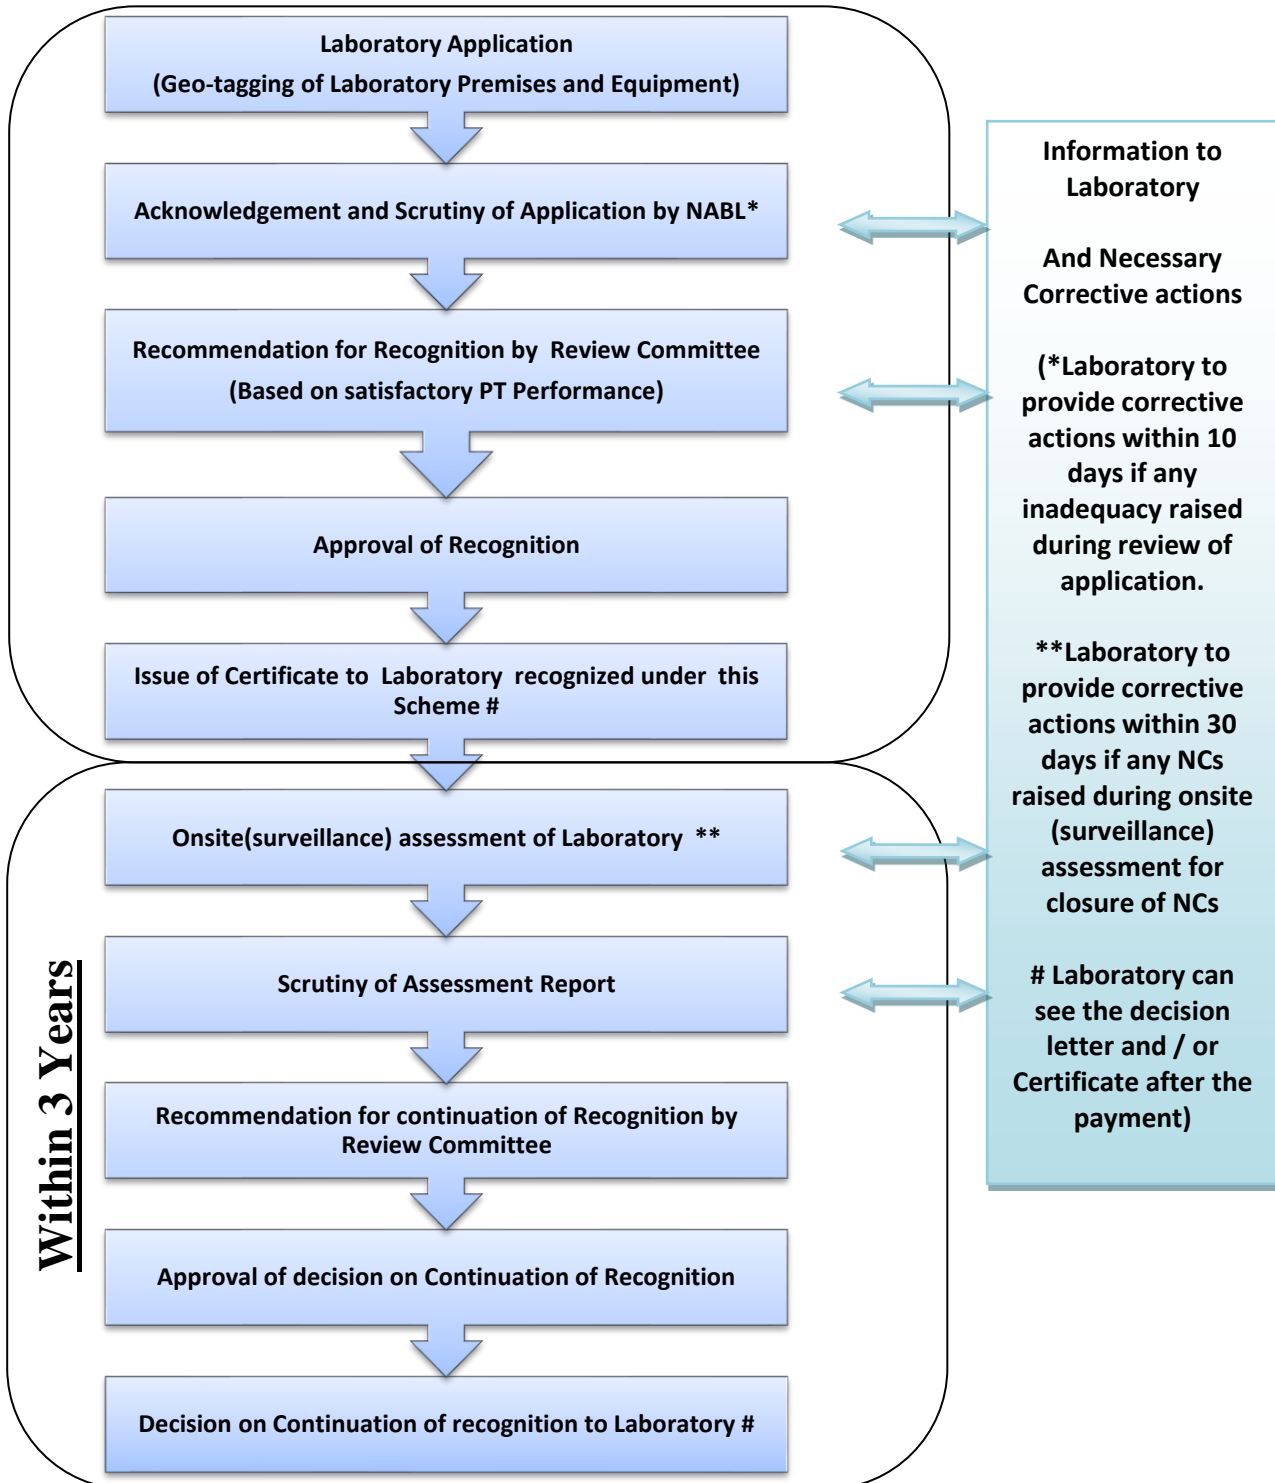 Laboratory Application
(Geo-tagging of Laboratory Premises and Equipment)
Acknowledgement and Scrutiny of Application by NABL*
Recommendation for Recognition by Review Committee
(Based on satisfactory PT Performance)
Approval of Recognition
Issue of Certificate to Laboratory recognized under this
Scheme #
Within 3 Years
Onsite(surveillance) assessment of Laboratory **
Scrutiny of Assessment Report
Recommendation for continuation of Recognition by
Review Committee
Approval of decision on Continuation of Recognition
Decision on Continuation of recognition to Laboratory #
Information to
Laboratory
And Necessary
Corrective actions
(*Laboratory to
provide corrective
actions within 10
days if any
inadequacy raised
during review of
application.
**Laboratory to
provide corrective
actions within 30
days if any NCs
raised during onsite
(surveillance)
assessment for
closure of NCs
# Laboratory can
see the decision
letter and / or
Certificate after the
payment)